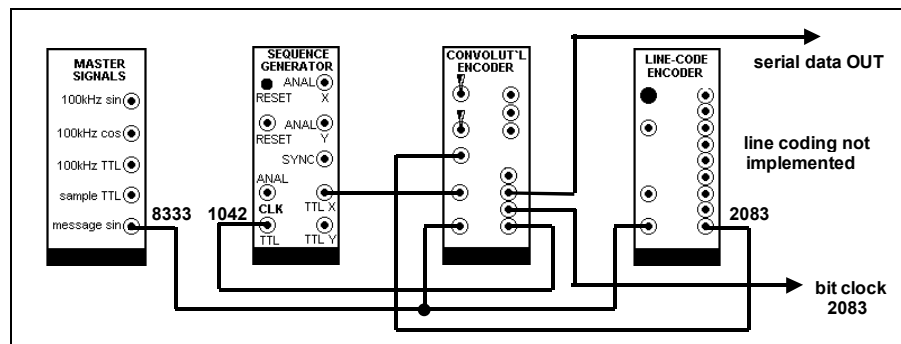 MASTER
SIGNALS
100kHz sin
100kHz cos
100kHz TTL
sample TTL
message sin
8333
SEQUENCE
GENERATOR
ANAL
RESET X
ANAL
RESET Y
SYNC
ANAL
CLK
TTL X
TTL TTL Y
1042
CONVOLUT`L
ENCODER
LINE-CODE
ENCODER
2083
serial data OUT
line coding not
implemented
bit clock
2083